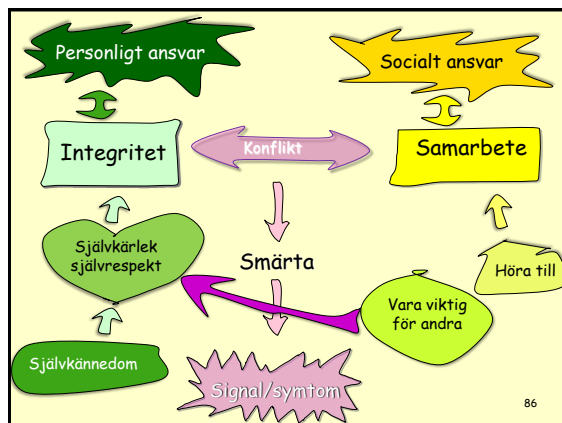 Personligt ansvar
Socialt ansvar
Integritet
Konflikt
Samarbete
Självkärlek
självrespekt
Smärta
Höra till
Vara viktig
för andra
Självkännedom
Signal/symtom
86